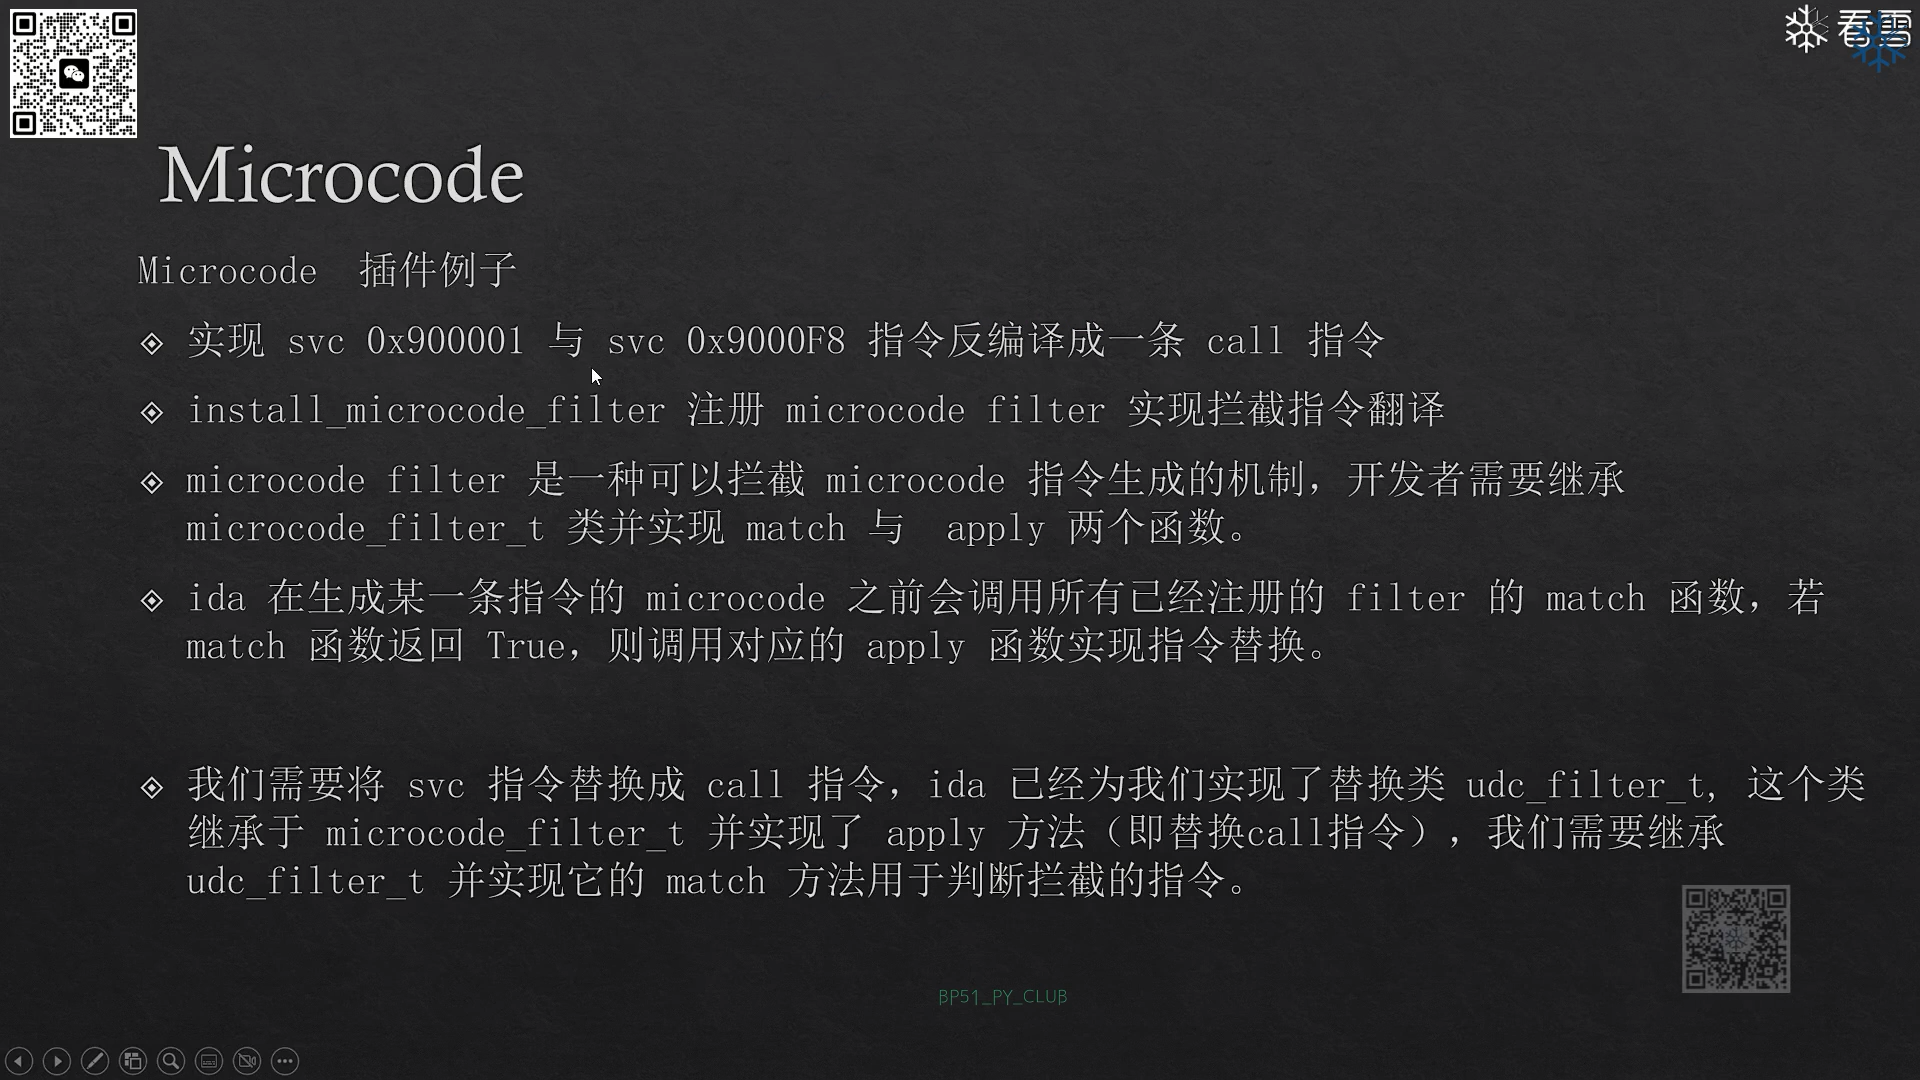 看雪
Microcode
Microcode 插件例子
实现 svc 0x900001 与 svc 0x9000F8 指令反编译成一条 call 指令
install_microcode_filter 注册 microcode filter 实现拦截指令翻译
microcode filter 是一种可以拦截 microcode 指令生成的机制，开发者需要继承
microcode_filter_t 类并实现 match 与 apply 两个函数。
ida 在生成某一条指令的 microcode 之前会调用所有已经注册的 filter 的 match 函数，若
match 函数返回 True，则调用对应的 apply 函数实现指令替换。
我们需要将 svc 指令替换成 call 指令，ida 已经为我们实现了替换类 udc_filter_t, 这个类
继承于 microcode_filter_t 并实现了 apply 方法（即替换call指令），我们需要继承
udc_filter_t 并实现它的 match 方法用于判断拦截的指令。
BP51_PY_CLUB